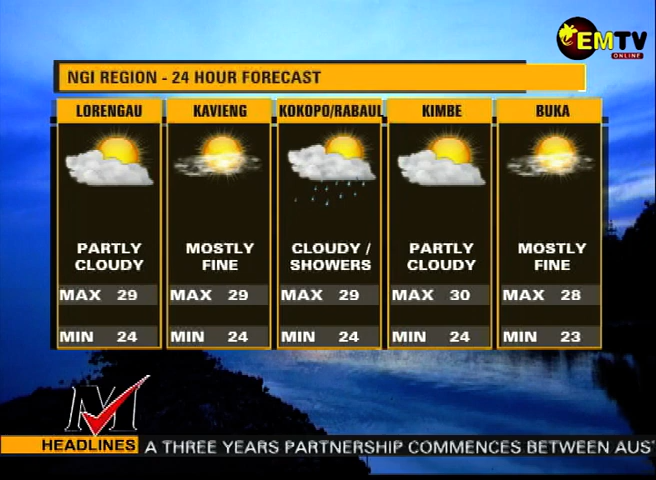 EMTV
ONLINE
NGI REGION - 24 HOUR FORECAST
LORENGAU
PARTLY
CLOUDY
MAX 29
MIN 24
KAVIENG
MOSTLY
FINE
MAX 29
MIN 24
KOKOPO/RABAUL
CLOUDY /
SHOWERS
MAX 29
MIN 24
KIMBE
PARTLY
CLOUDY
MAX 30
MIN 24
BUKA
MOSTLY
FINE
MAX 28
MIN 23
M
HEADLINES A THREE YEARS PARTNERSHIP COMMENCES BETWEEN AUS